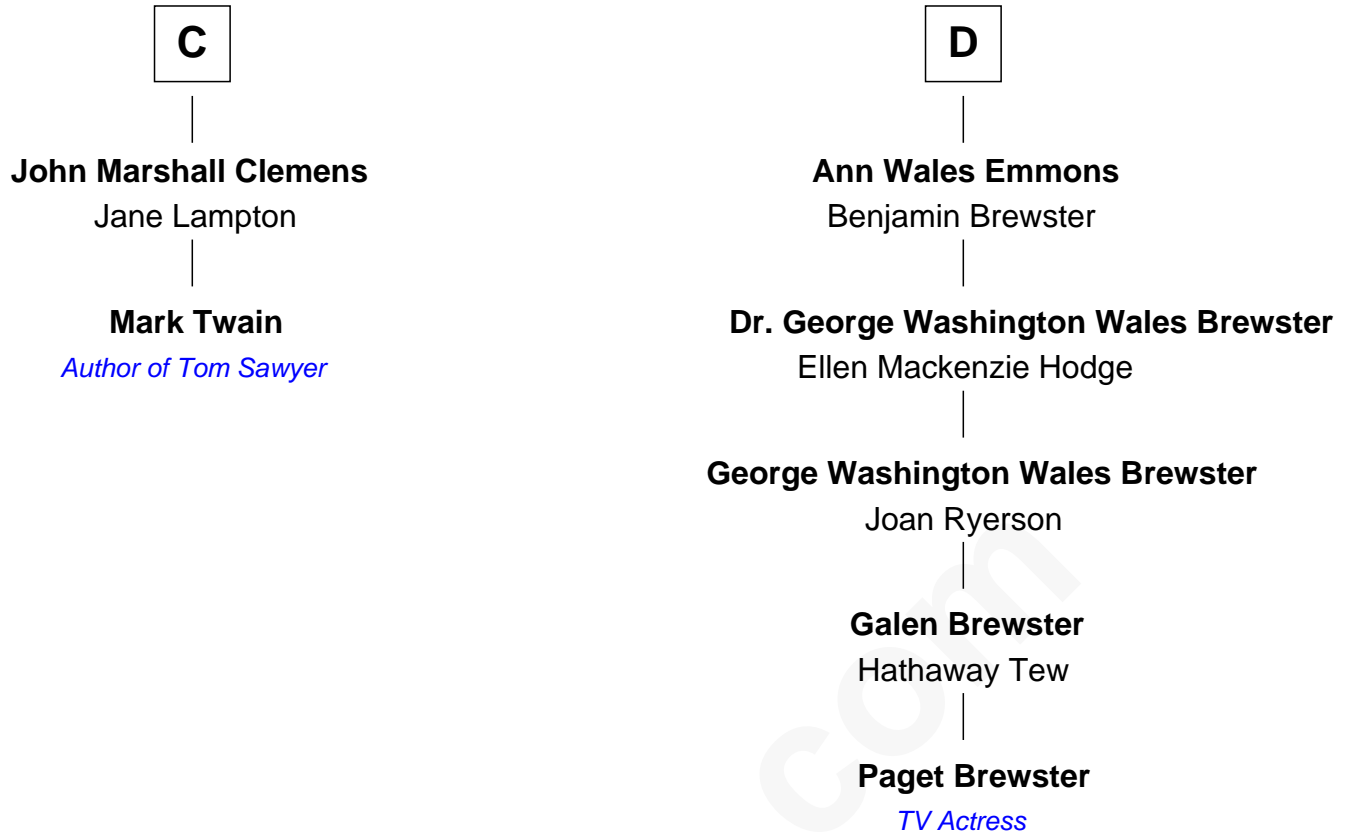 C
John Marshall Clemens
Jane Lampton
Mark Twain
Author of Tom Sawyer
D
Ann Wales Emmons
Benjamin Brewster
Dr. George Washington Wales Brewster
Ellen Mackenzie Hodge
George Washington Wales Brewster
Joan Ryerson
Galen Brewster
Hathaway Tew
Paget Brewster
TV Actress
com